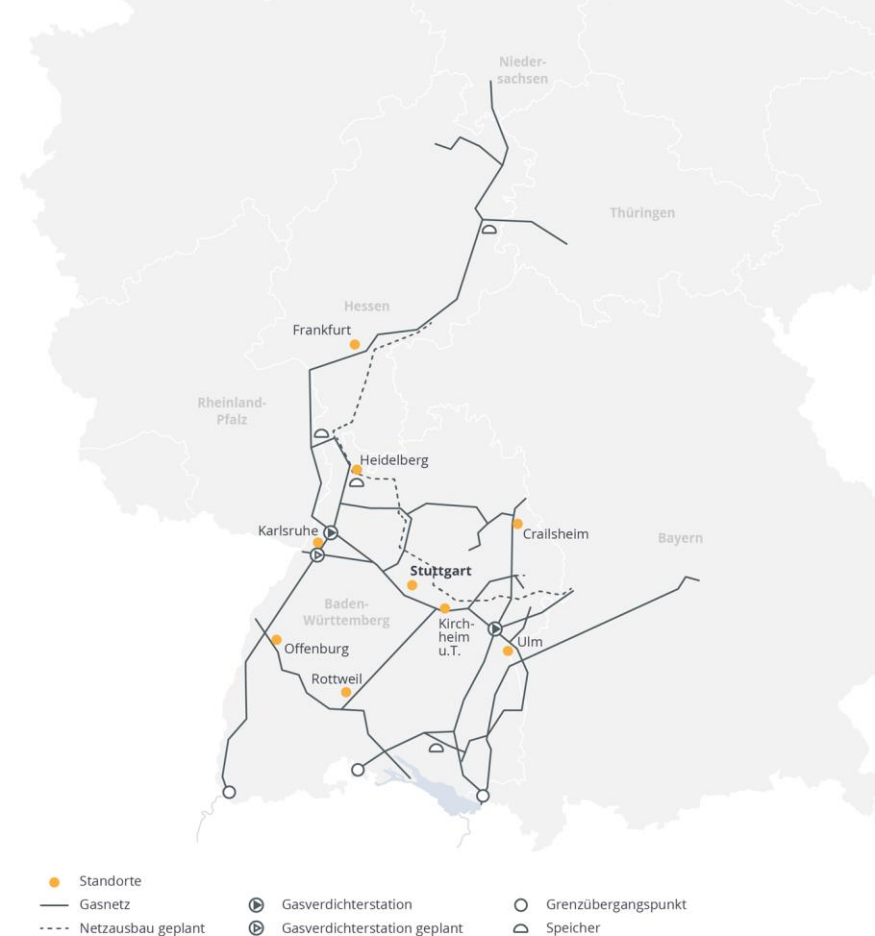 Nieder-
sachsen
Thüringen
Hessen
Frankfurt
Rheinland-
Pfalz
Heidelberg
Karlsruhe
Crailsheim
Bayern
Stuttgart
Baden-
Württemberg
Kirch-
heim
u.T.
Ulm
Offenburg
Rottweil
Standorte
Gasnetz
Gasverdichterstation
Grenzübergangspunkt
Netzausbau geplant
Gasverdichterstation geplant
Speicher